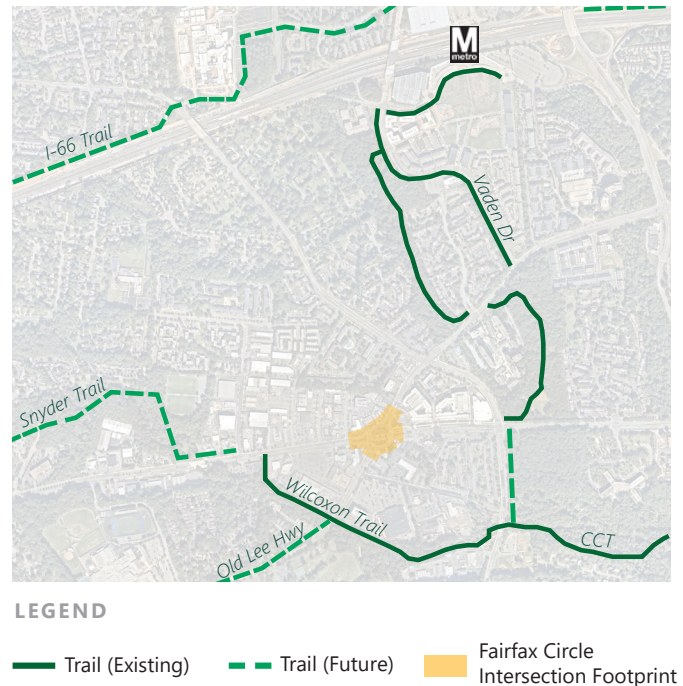 M
metro
I-66 Trail
Vaden Dr
Snyder Trail
Wilcoxon Trail
Old Lee Hwy
CCT
LEGEND
Trail (Existing)
Trail (Future)
Fairfax Circle
Intersection Footprint